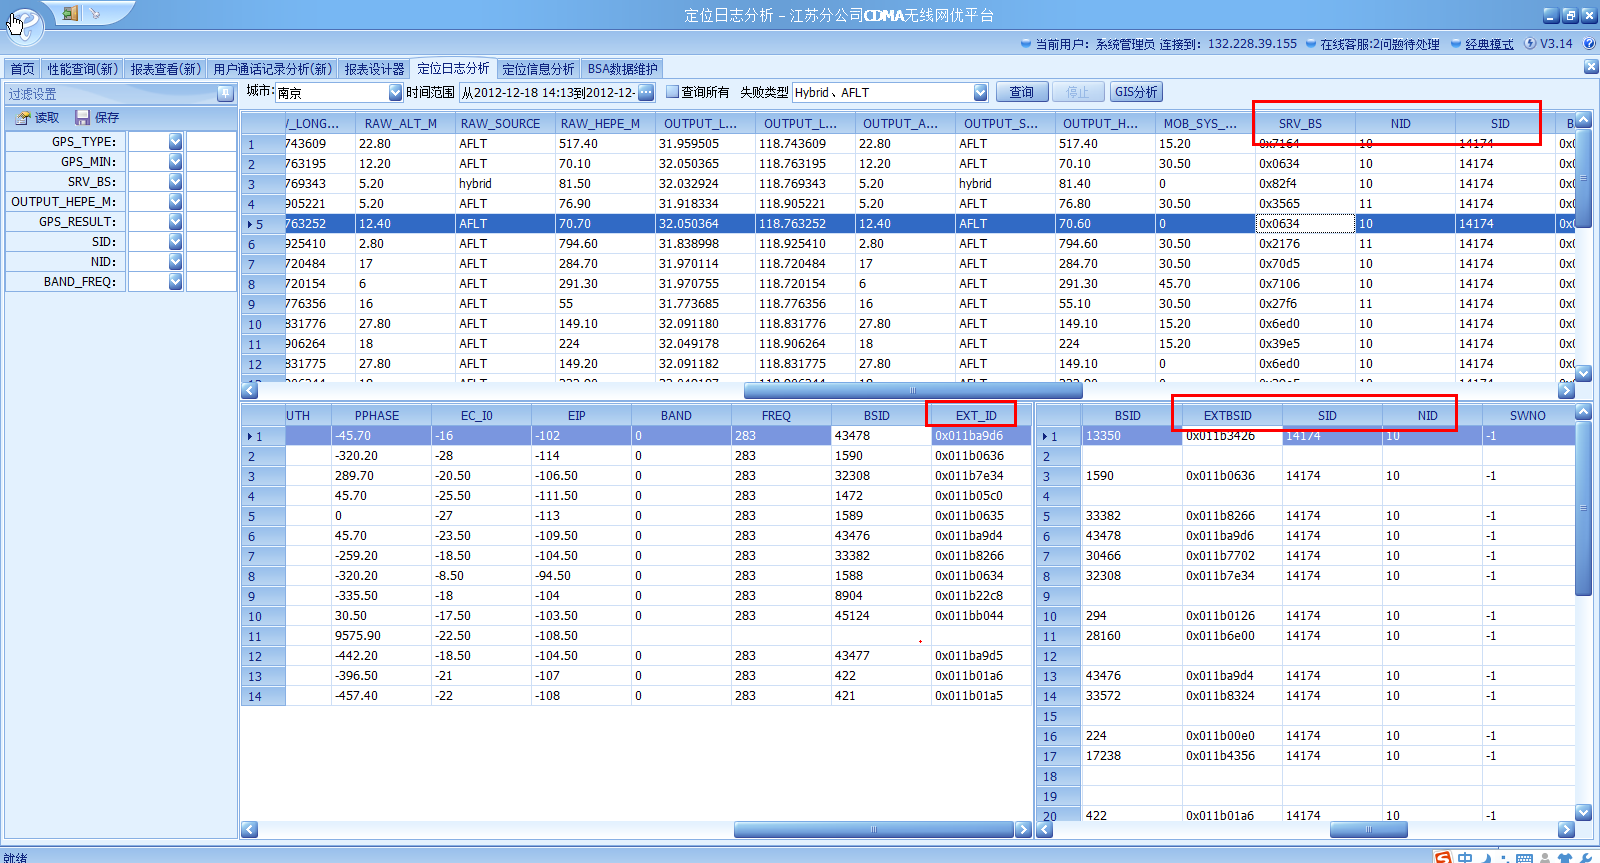 定位日志分析 - 江苏分公司CDMA无线网优平台
当前用户：系统管理员 连接到：132.228.39.155 在线客服:2问题待处理 经典模式 V3.14
首页 性能查询(新) 报表查看(新) 用户通话记录分析(新) 报表设计器 定位日志分析 定位信息分析 BSA数据维护
过滤设置
城市: 南京 时间范围 从2012-12-18 14:13到2012-12- 查询所有 失败类型 Hybrid、AFLT 查询 停止 GIS分析
读取 保存
GPS_TYPE:
GPS_MIN:
SRV_BS:
OUTPUT_HEPE_M:
GPS_RESULT:
SID:
NID:
BAND_FREQ:
/_LONG... RAW_ALT_M RAW_SOURCE RAW_HEPE_M OUTPUT_L... OUTPUT_L... OUTPUT_A... OUTPUT_S... OUTPUT_H... MOB_SYS_... SRV_BS NID SID B
1 743609 22.80 AFLT 517.40 31.959505 118.743609 22.80 AFLT 517.40 15.20 0x7164 10 14174 0x0
2 763195 12.20 AFLT 70.10 32.050365 118.763195 12.20 AFLT 70.10 30.50 0x0634 10 14174 0x0
3 769343 5.20 hybrid 81.50 32.032924 118.769343 5.20 hybrid 81.40 0 0x82f4 10 14174 0x0
4 905221 5.20 AFLT 76.90 31.918334 118.905221 5.20 AFLT 76.80 30.50 0x3565 11 14174 0x0
5 763252 12.40 AFLT 70.70 32.050364 118.763252 12.40 AFLT 70.60 0 0x0634 10 14174 0x0
6 925410 2.80 AFLT 794.60 31.838998 118.925410 2.80 AFLT 794.60 30.50 0x2176 11 14174 0x0
7 720484 17 AFLT 284.70 31.970114 118.720484 17 AFLT 284.70 30.50 0x70d5 10 14174 0x0
8 720154 6 AFLT 291.30 31.970755 118.720154 6 AFLT 291.30 45.70 0x7106 10 14174 0x0
9 776356 16 AFLT 55 31.773685 118.776356 16 AFLT 55.10 30.50 0x27f6 11 14174 0x0
10 831776 27.80 AFLT 149.10 32.091180 118.831776 27.80 AFLT 149.10 15.20 0x6ed0 10 14174 0x0
11 906264 18 AFLT 224 32.049178 118.906264 18 AFLT 224 15.20 0x39e5 10 14174 0x0
12 831775 27.80 AFLT 149.20 32.091182 118.831775 27.80 AFLT 149.10 0 0x6ed0 10 14174 0x0
UTH PPHASE EC_I0 EIP BAND FREQ BSID EXT_ID
1 -45.70 -16 -102 0 283 43478 0x011ba9d6
2 -320.20 -28 -114 0 283 1590 0x011b0636
3 289.70 -20.50 -106.50 0 283 32308 0x011b7e34
4 45.70 -25.50 -111.50 0 283 1472 0x011b05c0
5 0 -27 -113 0 283 1589 0x011b0635
6 45.70 -23.50 -109.50 0 283 43476 0x011ba9d4
7 -259.20 -18.50 -104.50 0 283 33382 0x011b8266
8 -320.20 -8.50 -94.50 0 283 1588 0x011b0634
9 -335.50 -18 -104 0 283 8904 0x011b22c8
10 30.50 -17.50 -103.50 0 283 45124 0x011bb044
11 9575.90 -22.50 -108.50
12 -442.20 -18.50 -104.50 0 283 43477 0x011ba9d5
13 -396.50 -21 -107 0 283 422 0x011b01a6
14 -457.40 -22 -108 0 283 421 0x011b01a5
BSID EXTBSID SID NID SWNO
1 13350 0x011b3426 14174 10 -1
2
3 1590 0x011b0636 14174 10 -1
4
5 33382 0x011b8266 14174 10 -1
6 43478 0x011ba9d6 14174 10 -1
7 30466 0x011b7702 14174 10 -1
8 32308 0x011b7e34 14174 10 -1
9
10 294 0x011b0126 14174 10 -1
11 28160 0x011b6e00 14174 10 -1
12
13 43476 0x011ba9d4 14174 10 -1
14 33572 0x011b8324 14174 10 -1
15
16 224 0x011b00e0 14174 10 -1
17 17238 0x011b4356 14174 10 -1
18
19
20 422 0x011b01a6 14174 10 -1
就绪
中